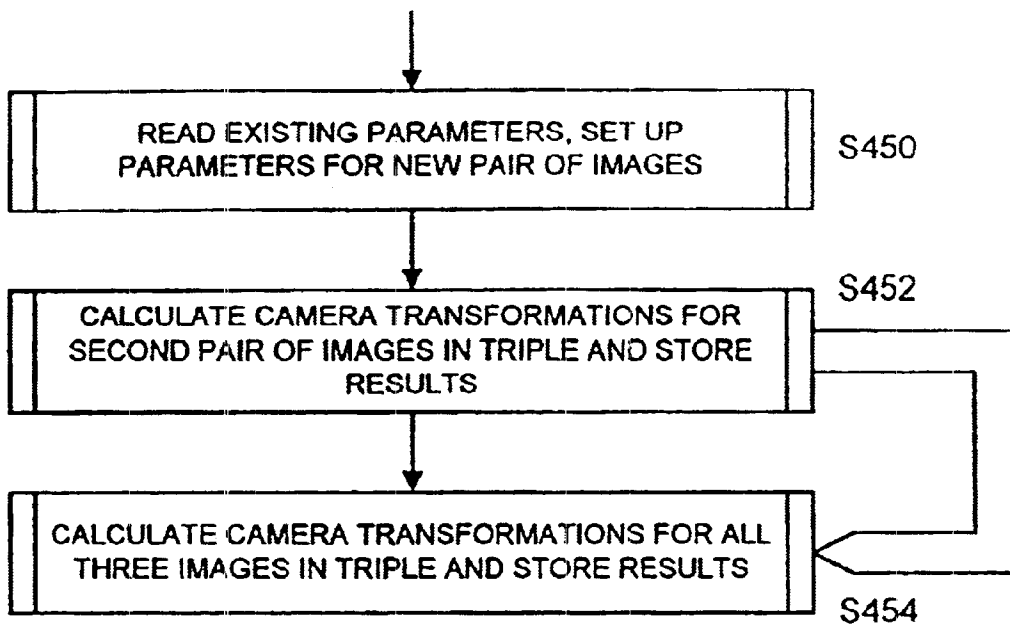 READ EXISTING PARAMETERS, SET UP
PARAMETERS FOR NEW PAIR OF IMAGES
S450
S452
CALCULATE CAMERA TRANSFORMATIONS FOR
SECOND PAIR OF IMAGES IN TRIPLE AND STORE
RESULTS
CALCULATE CAMERA TRANSFORMATIONS FOR ALL
THREE IMAGES IN TRIPLE AND STORE RESULTS
S454